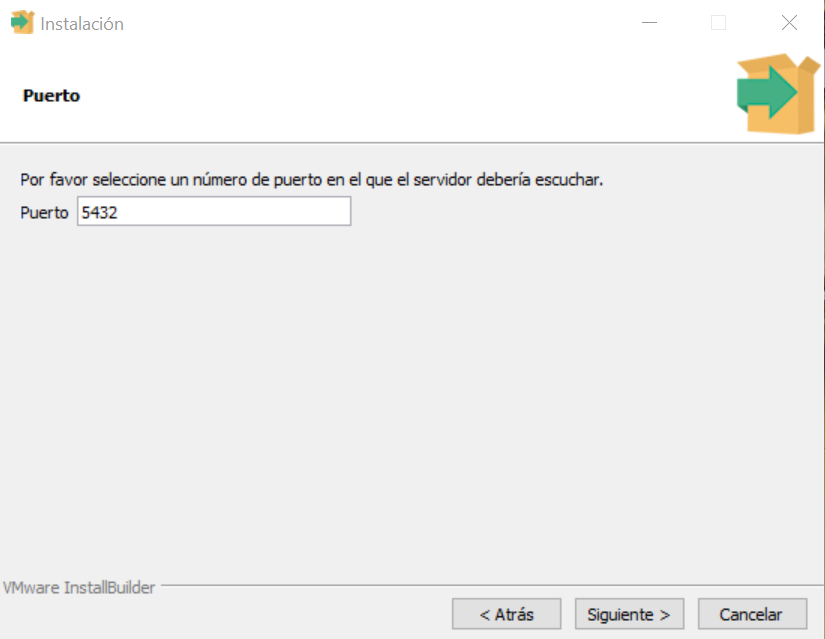 Instalación
Puerto
Por favor seleccione un número de puerto en el que el servidor debería escuchar.
Puerto 5432
VMware InstallBuilder
< Atrás Siguiente > Cancelar